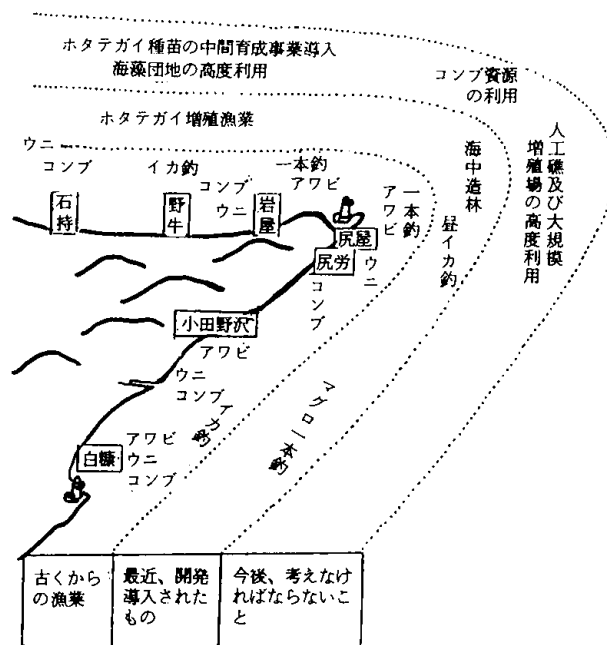 ホタテガイ種苗の中間育成事業導入
海藻団地の高度利用
コンブ資源
の利用
人工礁及び大規模
増殖場の高度利用
ホタテガイ増殖漁業
海中造林
昼イカ釣
マグロ一本釣
ウニ
コンブ
イカ釣
コンブ
ウニ
一本釣
アワビ
一本釣
アワビ
石持
野牛
岩屋
尻屋
尻労
ウニ
コンブ
小田野沢
アワビ
ウニ
コンブ
アカ釣
白糠
アワビ
ウニ
コンブ
古くから
の漁業
最近、開発
導入された
もの
今後、考えなけ
ればならないこ
と